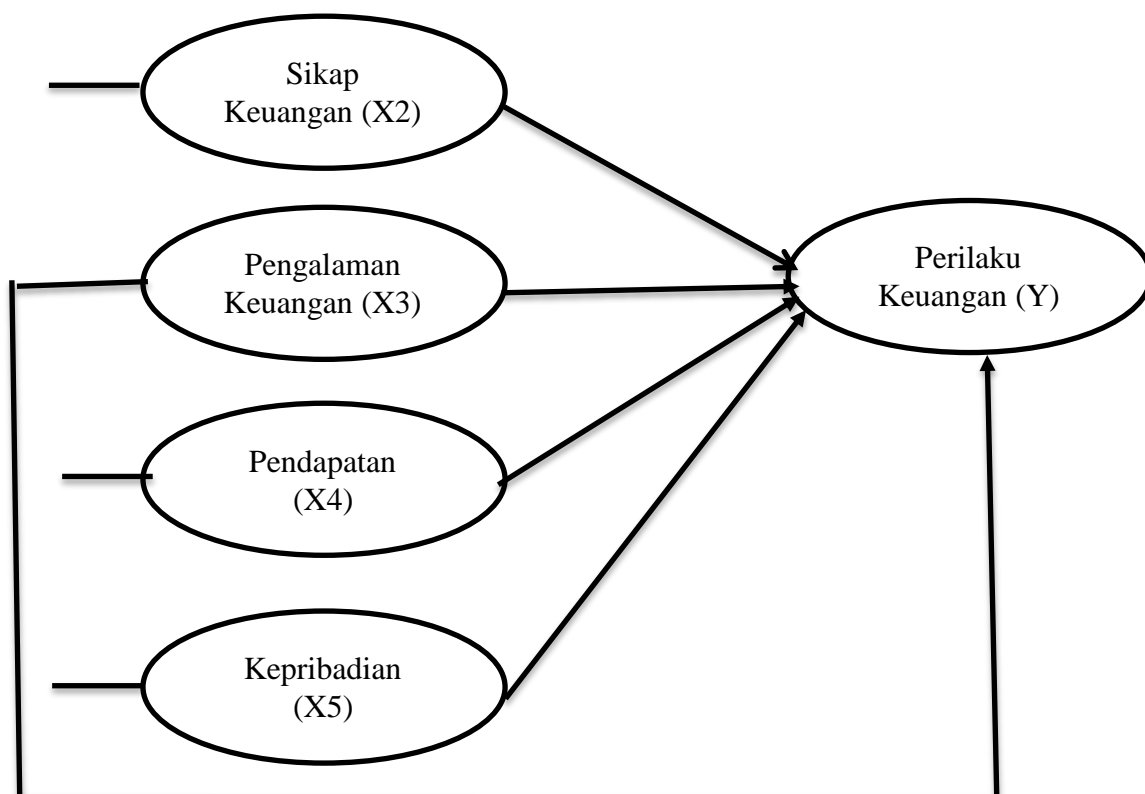 Sikap
Keuangan (X2)
Pengalaman
Keuangan (X3)
Perilaku
Keuangan (Y)
Pendapatan
(X4)
Kepribadian
(X5)